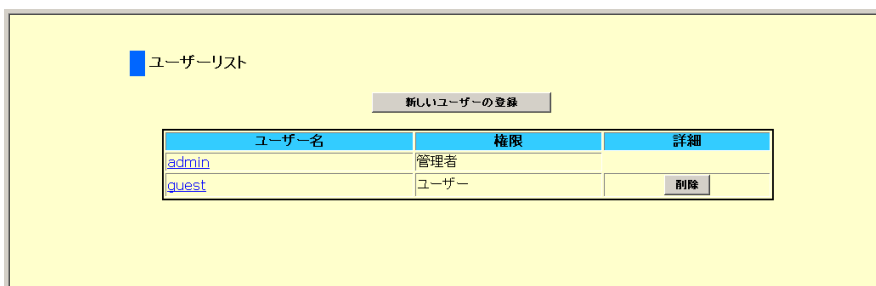 ユーザーリスト
新しいユーザーの登録
ユーザー名 権限 詳細
admin 管理者
guest ユーザー 削除